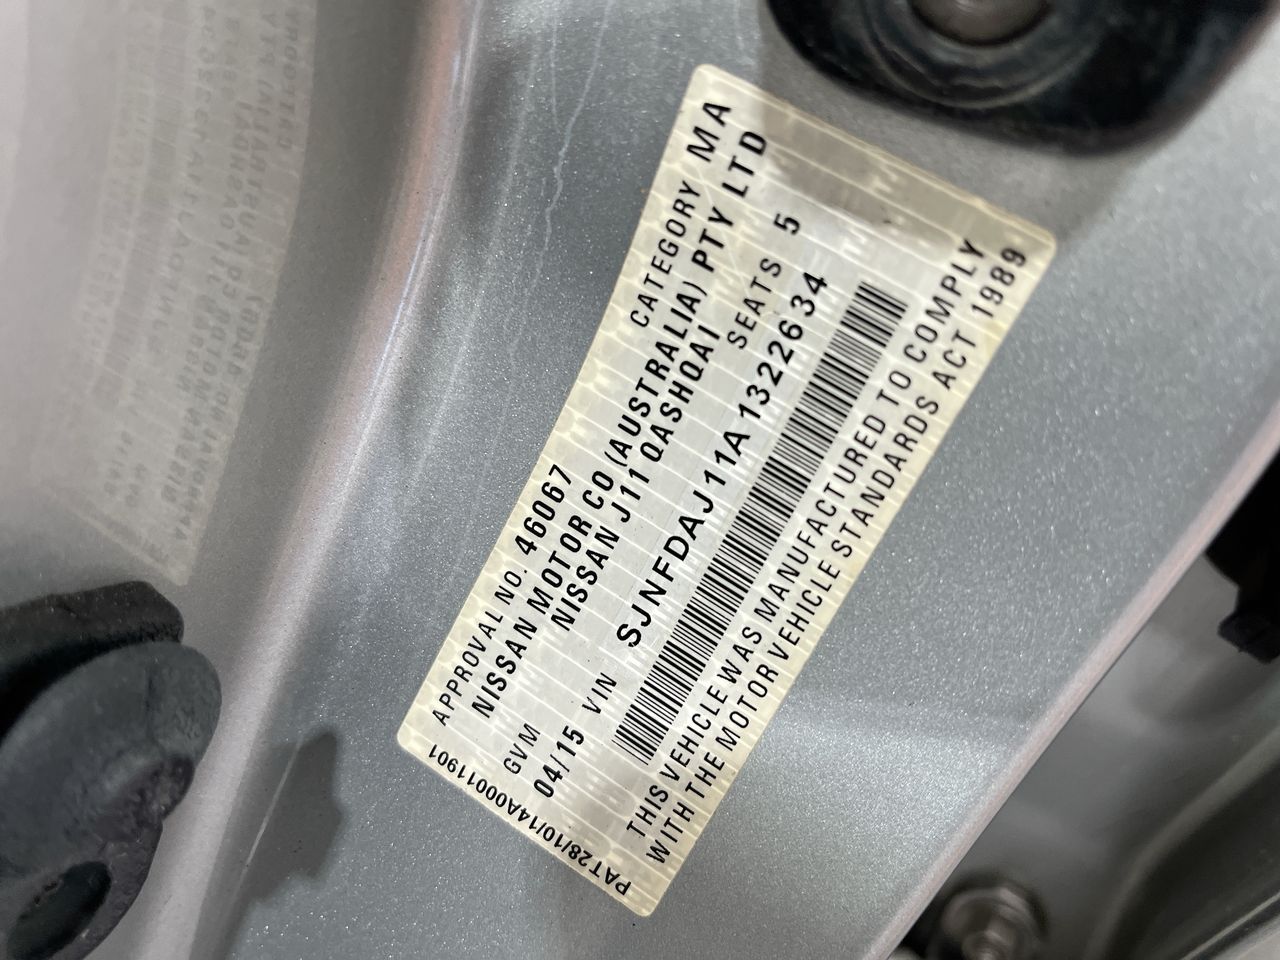 APPROVAL NO. 46067 CATEGORY MA
NISSAN MOTOR CO (AUSTRALIA) PTY LTD
NISSAN J11 QASHQAI
GVM SEATS 5
04/15 VIN SJNFDAJ11A1322634
THIS VEHICLE WAS MANUFACTURED TO COMPLY
WITH THE MOTOR VEHICLE STANDARDS ACT 1989
PAT28/10/14A00011901